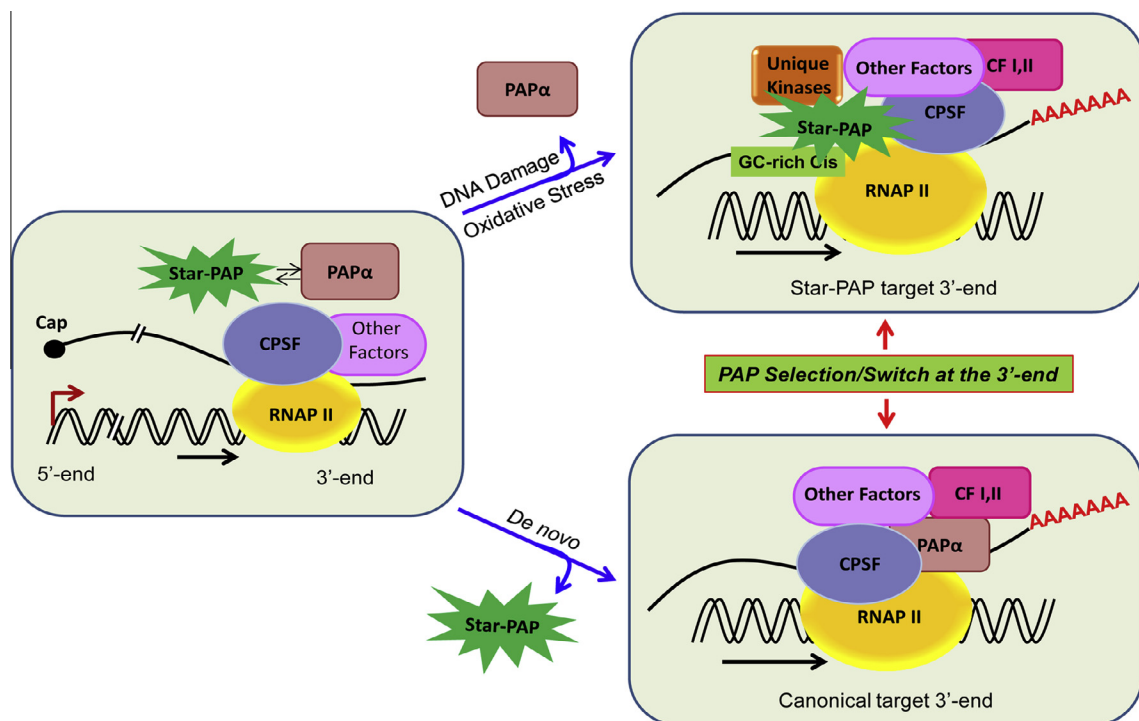 Star-PAP
PAPα
Cap
CPSF
Other
Factors
RNAP II
5'-end
3'-end
PAPα
DNA Damage
Oxidative Stress
De novo
Star-PAP
Unique
Kinases
Other Factors
CF I,II
Star-PAP
CPSF
AAAAAAA
GC-rich Cis
RNAP II
Star-PAP target 3'-end
PAP Selection/Switch at the 3'-end
Other Factors
CF I,II
AAAAAAA
PAPα
CPSF
RNAP II
Canonical target 3'-end